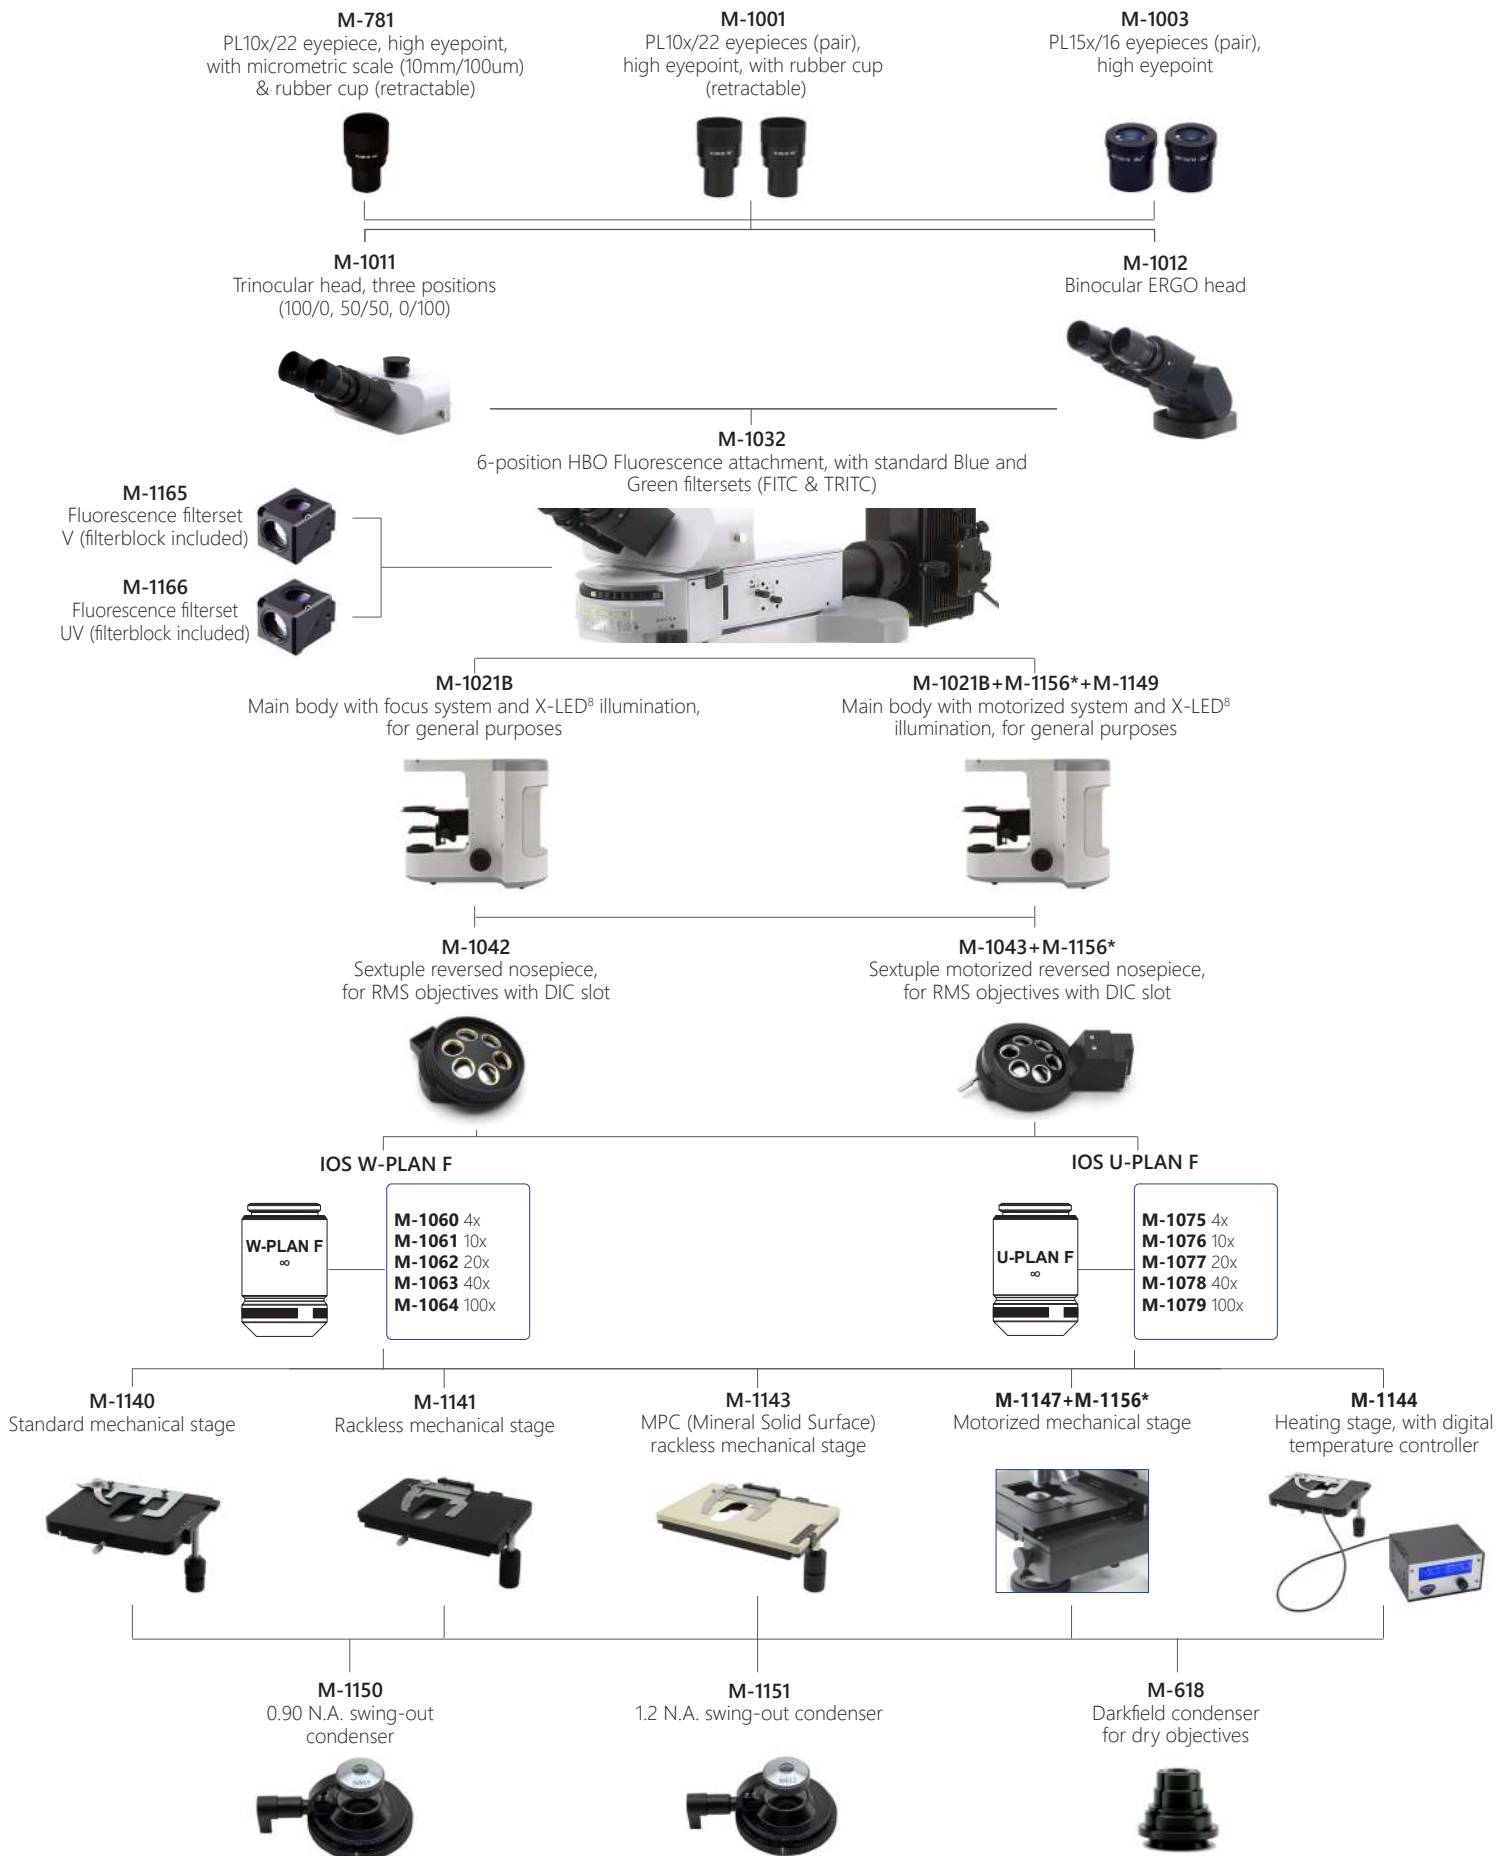 M-781
PL10x/22 eyepiece, high eyepoint,
with micrometric scale (10mm/100um)
& rubber cup (retractable)
M-1001
PL10x/22 eyepieces (pair),
high eyepoint, with rubber cup
(retractable)
M-1003
PL15x/16 eyepieces (pair),
high eyepoint
M-1011
Trinocular head, three positions
(100/0, 50/50, 0/100)
M-1012
Binocular ERGO head
M-1032
6-position HBO Fluorescence attachment, with standard Blue and
Green filtersets (FITC & TRITC)
M-1165
Fluorescence filterset
V (filterblock included)
M-1166
Fluorescence filterset
UV (filterblock included)
M-1021B
Main body with focus system and X-LED⁸ illumination,
for general purposes
M-1021B+M-1156*+M-1149
Main body with motorized system and X-LED⁸
illumination, for general purposes
M-1042
Sextuple reversed nosepiece,
for RMS objectives with DIC slot
M-1043+M-1156*
Sextuple motorized reversed nosepiece,
for RMS objectives with DIC slot
IOS W-PLAN F
W-PLAN F
∞
M-1060 4x
M-1061 10x
M-1062 20x
M-1063 40x
M-1064 100x
IOS U-PLAN F
U-PLAN F
∞
M-1075 4x
M-1076 10x
M-1077 20x
M-1078 40x
M-1079 100x
M-1140
Standard mechanical stage
M-1141
Rackless mechanical stage
M-1143
MPC (Mineral Solid Surface)
rackless mechanical stage
M-1147+M-1156*
Motorized mechanical stage
M-1144
Heating stage, with digital
temperature controller
M-1150
0.90 N.A. swing-out
condenser
M-1151
1.2 N.A. swing-out condenser
M-618
Darkfield condenser
for dry objectives